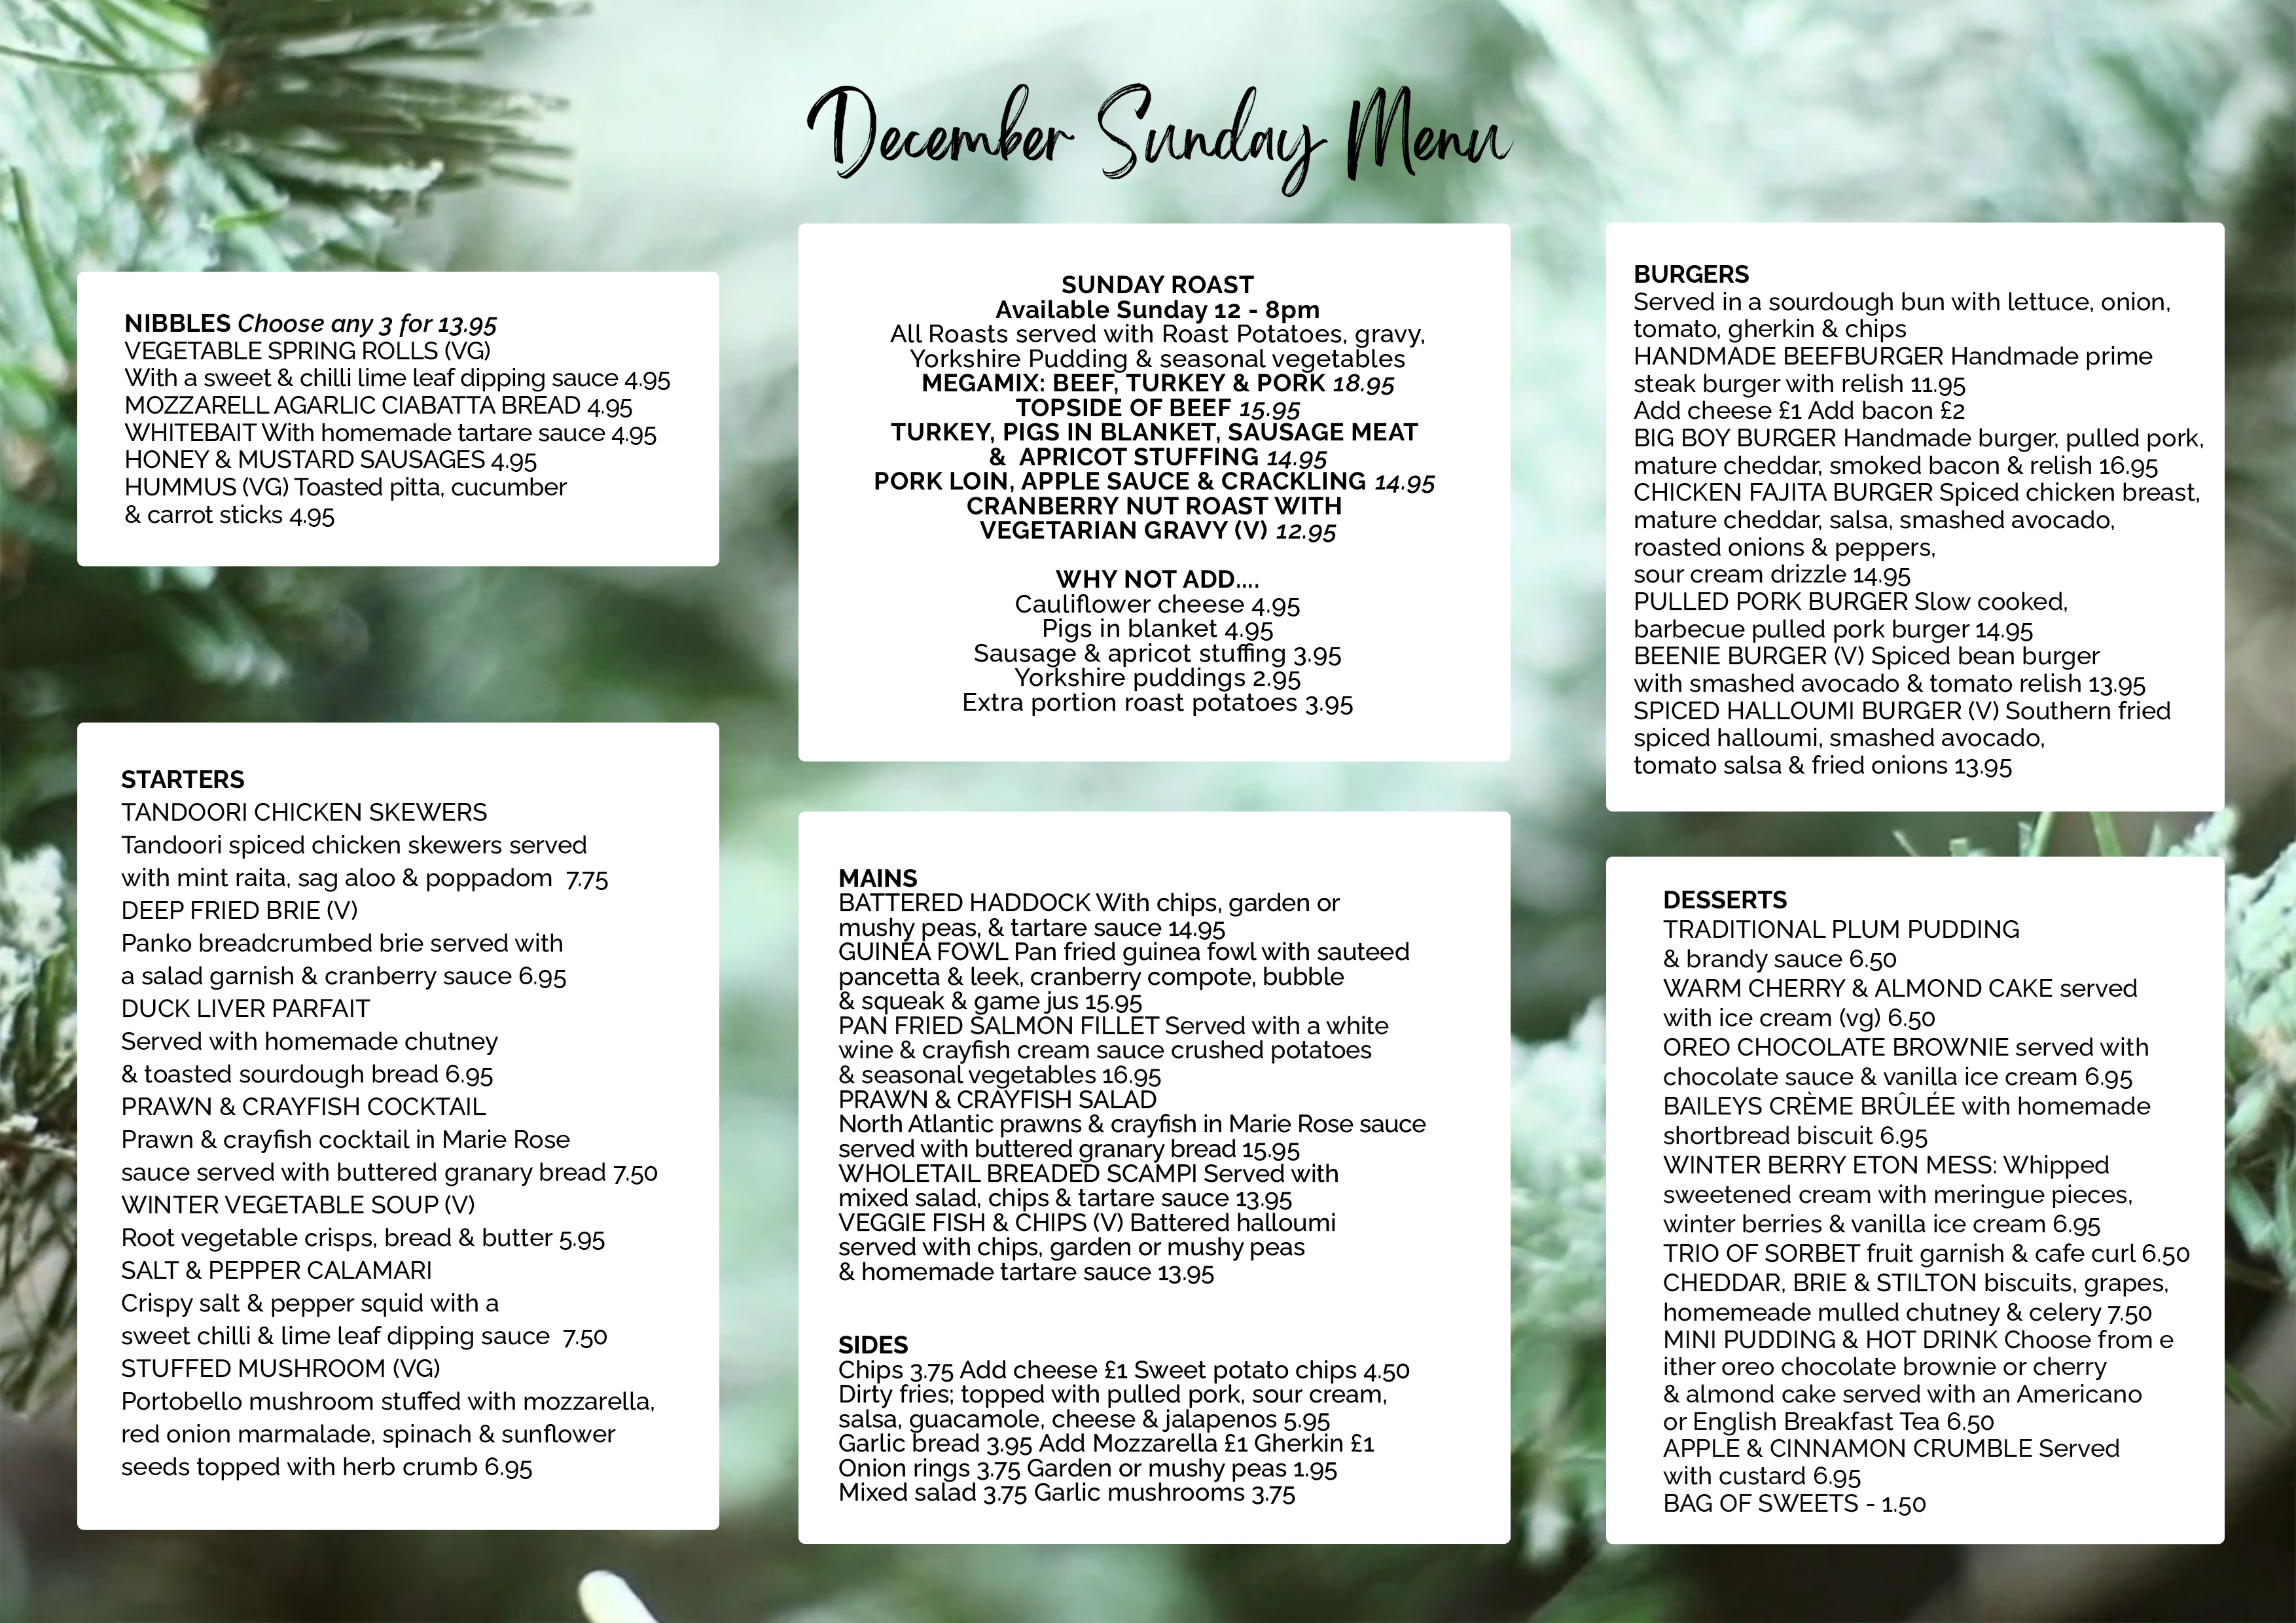 December Sunday Menu
NIBBLES Choose any 3 for 13.95
VEGETABLE SPRING ROLLS (VG)
With a sweet & chilli lime leaf dipping sauce 4.95
MOZZARELL AGARLIC CIABATTA BREAD 4.95
WHITEBAIT With homemade tartare sauce 4.95
HONEY & MUSTARD SAUSAGES 4.95
HUMMUS (VG) Toasted pitta, cucumber
& carrot sticks 4.95
STARTERS
TANDOORI CHICKEN SKEWERS
Tandoori spiced chicken skewers served
with mint raita, sag aloo & poppadom 7.75
DEEP FRIED BRIE (V)
Panko breadcrumbed brie served with
a salad garnish & cranberry sauce 6.95
DUCK LIVER PARFAIT
Served with homemade chutney
& toasted sourdough bread 6.95
PRAWN & CRAYFISH COCKTAIL
Prawn & crayfish cocktail in Marie Rose
sauce served with buttered granary bread 7.50
WINTER VEGETABLE SOUP (V)
Root vegetable crisps, bread & butter 5.95
SALT & PEPPER CALAMARI
Crispy salt & pepper squid with a
sweet chilli & lime leaf dipping sauce 7.50
STUFFED MUSHROOM (VG)
Portobello mushroom stuffed with mozzarella,
red onion marmalade, spinach & sunflower
seeds topped with herb crumb 6.95
SUNDAY ROAST
Available Sunday 12 - 8pm
All Roasts served with Roast Potatoes, gravy,
Yorkshire Pudding & seasonal vegetables
MEGAMIX: BEEF, TURKEY & PORK 18.95
TOPSIDE OF BEEF 15.95
TURKEY, PIGS IN BLANKET, SAUSAGE MEAT
& APRICOT STUFFING 14.95
PORK LOIN, APPLE SAUCE & CRACKLING 14.95
CRANBERRY NUT ROAST WITH
VEGETARIAN GRAVY (V) 12.95
WHY NOT ADD....
Cauliflower cheese 4.95
Pigs in blanket 4.95
Sausage & apricot stuffing 3.95
Yorkshire puddings 2.95
Extra portion roast potatoes 3.95
MAINS
BATTERED HADDOCK With chips, garden or
mushy peas, & tartare sauce 14.95
GUINEA FOWL Pan fried guinea fowl with sauteed
pancetta & leek, cranberry compote, bubble
& squeak & game jus 15.95
PAN FRIED SALMON FILLET Served with a white
wine & crayfish cream sauce crushed potatoes
& seasonal vegetables 16.95
PRAWN & CRAYFISH SALAD
North Atlantic prawns & crayfish in Marie Rose sauce
served with buttered granary bread 15.95
WHOLETAIL BREADED SCAMPI Served with
mixed salad, chips & tartare sauce 13.95
VEGGIE FISH & CHIPS (V) Battered halloumi
served with chips, garden or mushy peas
& homemade tartare sauce 13.95
SIDES
Chips 3.75 Add cheese £1 Sweet potato chips 4.50
Dirty fries; topped with pulled pork, sour cream,
salsa, guacamole, cheese & jalapenos 5.95
Garlic bread 3.95 Add Mozzarella £1 Gherkin £1
Onion rings 3.75 Garden or mushy peas 1.95
Mixed salad 3.75 Garlic mushrooms 3.75
BURGERS
Served in a sourdough bun with lettuce, onion,
tomato, gherkin & chips
HANDMADE BEEFBURGER Handmade prime
steak burger with relish 11.95
Add cheese £1 Add bacon £2
BIG BOY BURGER Handmade burger, pulled pork,
mature cheddar, smoked bacon & relish 16.95
CHICKEN FAJITA BURGER Spiced chicken breast,
mature cheddar, salsa, smashed avocado,
roasted onions & peppers,
sour cream drizzle 14.95
PULLED PORK BURGER Slow cooked,
barbecue pulled pork burger 14.95
BEENIE BURGER (V) Spiced bean burger
with smashed avocado & tomato relish 13.95
SPICED HALLOUMI BURGER (V) Southern fried
spiced halloumi, smashed avocado,
tomato salsa & fried onions 13.95
DESSERTS
TRADITIONAL PLUM PUDDING
& brandy sauce 6.50
WARM CHERRY & ALMOND CAKE served
with ice cream (vg) 6.50
OREO CHOCOLATE BROWNIE served with
chocolate sauce & vanilla ice cream 6.95
BAILEYS CRÈME BRÛLÉE with homemade
shortbread biscuit 6.95
WINTER BERRY ETON MESS: Whipped
sweetened cream with meringue pieces,
winter berries & vanilla ice cream 6.95
TRIO OF SORBET fruit garnish & cafe curl 6.50
CHEDDAR, BRIE & STILTON biscuits, grapes,
homemeade mulled chutney & celery 7.50
MINI PUDDING & HOT DRINK Choose from e
ither oreo chocolate brownie or cherry
& almond cake served with an Americano
or English Breakfast Tea 6.50
APPLE & CINNAMON CRUMBLE Served
with custard 6.95
BAG OF SWEETS - 1.50